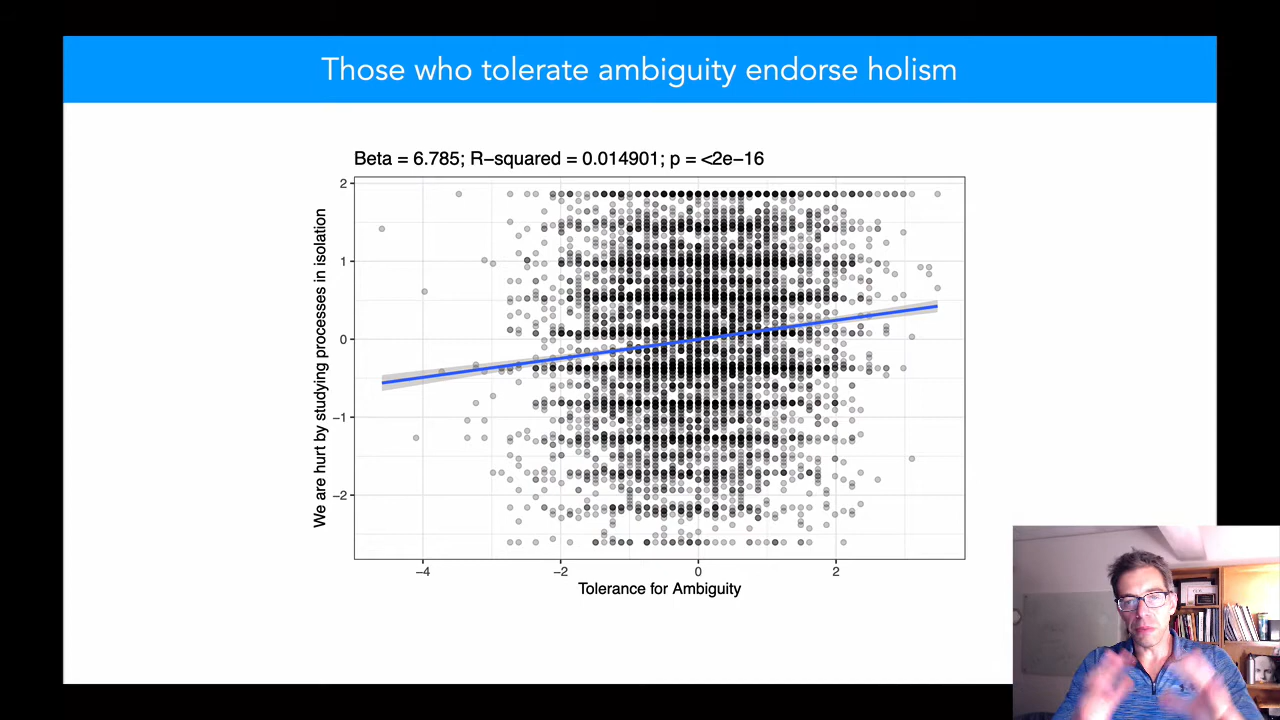 Those who tolerate ambiguity endorse holism
Beta = 6.785; R−squared = 0.014901; p = <2e−16
We are hurt by studying processes in isolation
2
1
0
−1
−2
−4
−2
0
2
Tolerance for Ambiguity